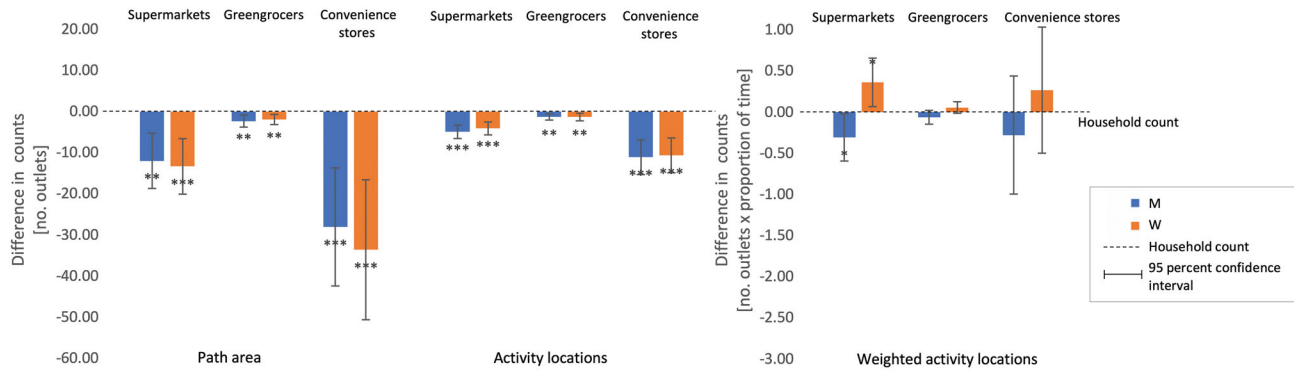 Supermarkets Greengrocers Convenience
stores
Supermarkets Greengrocers Convenience
stores
20.00
10.00
0.00
-10.00
-20.00
-30.00
-40.00
-50.00
-60.00
Difference in counts
[no. outlets]
** *** ** ** *** *** *** *** ** ** *** ***
Path area
Activity locations
Supermarkets Greengrocers Convenience stores
1.00
0.50
0.00
-0.50
-1.00
-1.50
-2.00
-2.50
-3.00
Difference in counts
[no. outlets x proportion of time]
* *
Household count
Weighted activity locations
M
W
Household count
95 percent confidence
interval